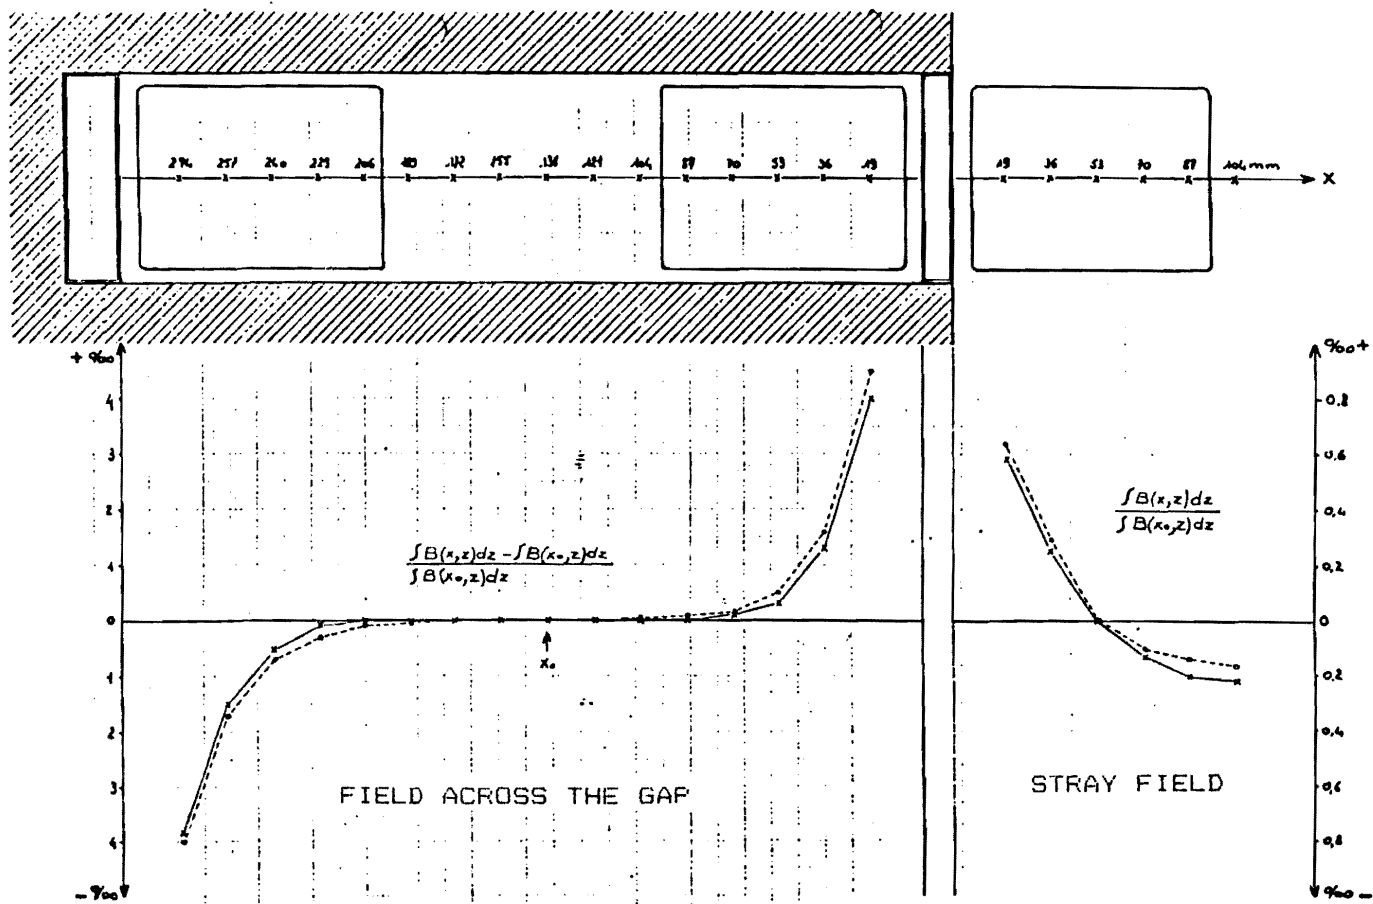 274 257 240 223 206 189 172 155 138 121 104 87 70 53 36 19
19 36 53 70 87 104 mm
X
+ ‰
4
3
2
1
0
1
2
3
4
- ‰
∫B(x,z)dz - ∫B(x₀,z)dz
∫B(x₀,z)dz
x₀
FIELD ACROSS THE GAP
‰ +
0.8
0,6
0,4
0,2
0
0,2
0,4
0,6
0,8
‰ -
∫B(x,z)dz
∫B(x₀,z)dz
STRAY FIELD